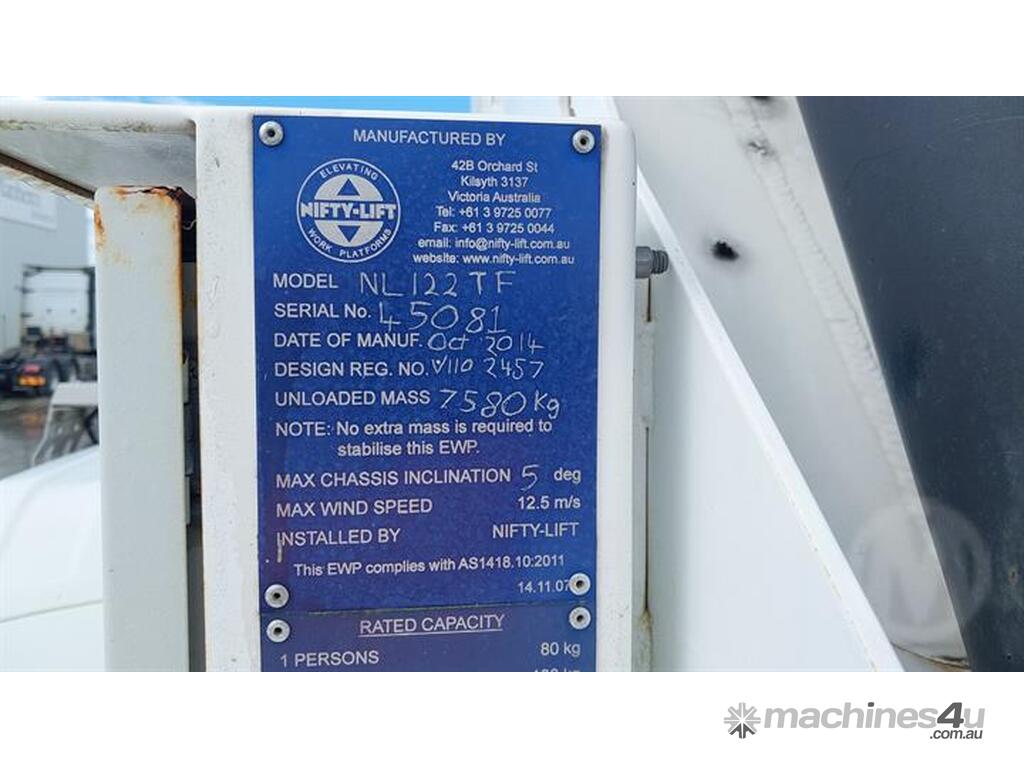 MANUFACTURED BY
ELEVATING
NIFTY-LIFT
WORK PLATFORMS
42B Orchard St
Kilsyth 3137
Victoria Australia
Tel: +61 3 9725 0077
Fax: +61 3 9725 0044
email: info@nifty-lift.com.au
website: www.nifty-lift.com.au
MODEL NL122TF
SERIAL No. 45081
DATE OF MANUF. Oct 2014
DESIGN REG. NO. V110 2457
UNLOADED MASS 7580kg
NOTE: No extra mass is required to
stabilise this EWP.
MAX CHASSIS INCLINATION 5 deg
MAX WIND SPEED 12.5 m/s
INSTALLED BY NIFTY-LIFT
This EWP complies with AS1418.10:2011
14.11.07
RATED CAPACITY
1 PERSONS 80 kg
machines4u
.com.au